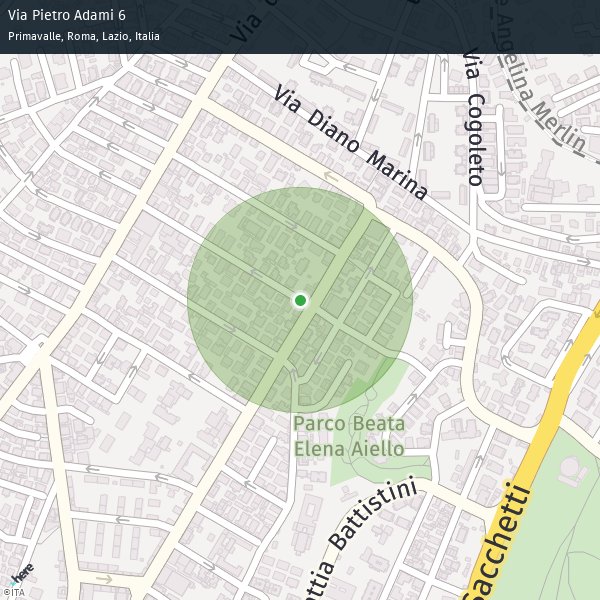 Via Pietro Adami 6
Primavalle, Roma, Lazio, Italia
Via
Via Diano Marina
Via Cogoleto
Angelina Merlin
Parco Beata
Elena Aiello
Battistini
Sacchetti
here
©ITA